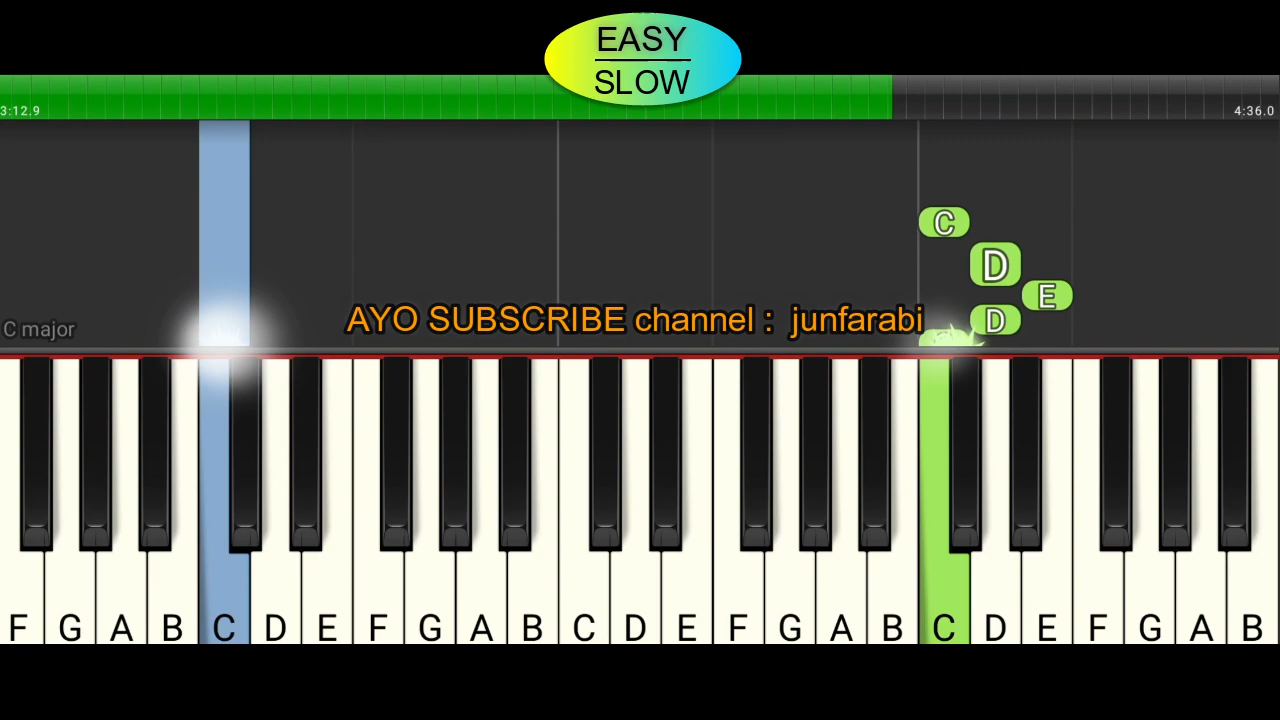 EASY
SLOW
3:12.9
4:36.0
C
D
E
D
AYO SUBSCRIBE channel : junfarabi
C major
F G A B C D E F G A B C D E F G A B C D E F G A B